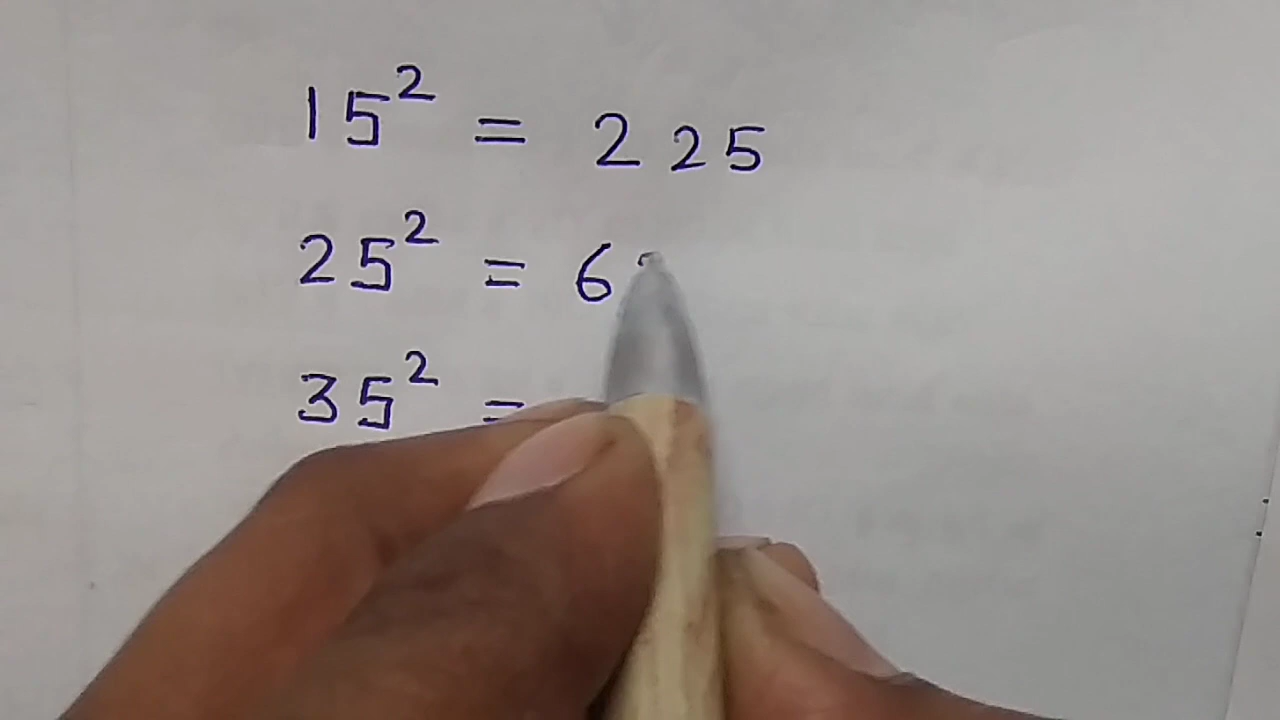 15² = 225
25² = 6
35² =